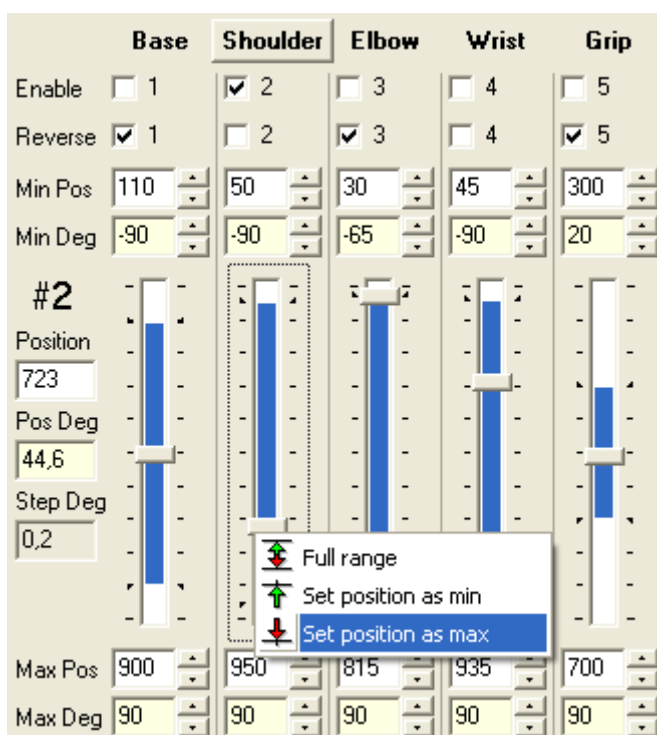 Base Shoulder Elbow Wrist Grip
Enable 1 2 3 4 5
Reverse 1 2 3 4 5
Min Pos 110 50 30 45 300
Min Deg -90 -90 -65 -90 20
#2
Position
723
Pos Deg
44,6
Step Deg
0,2
Full range
Set position as min
Set position as max
Max Pos 900 950 815 935 700
Max Deg 90 90 90 90 90